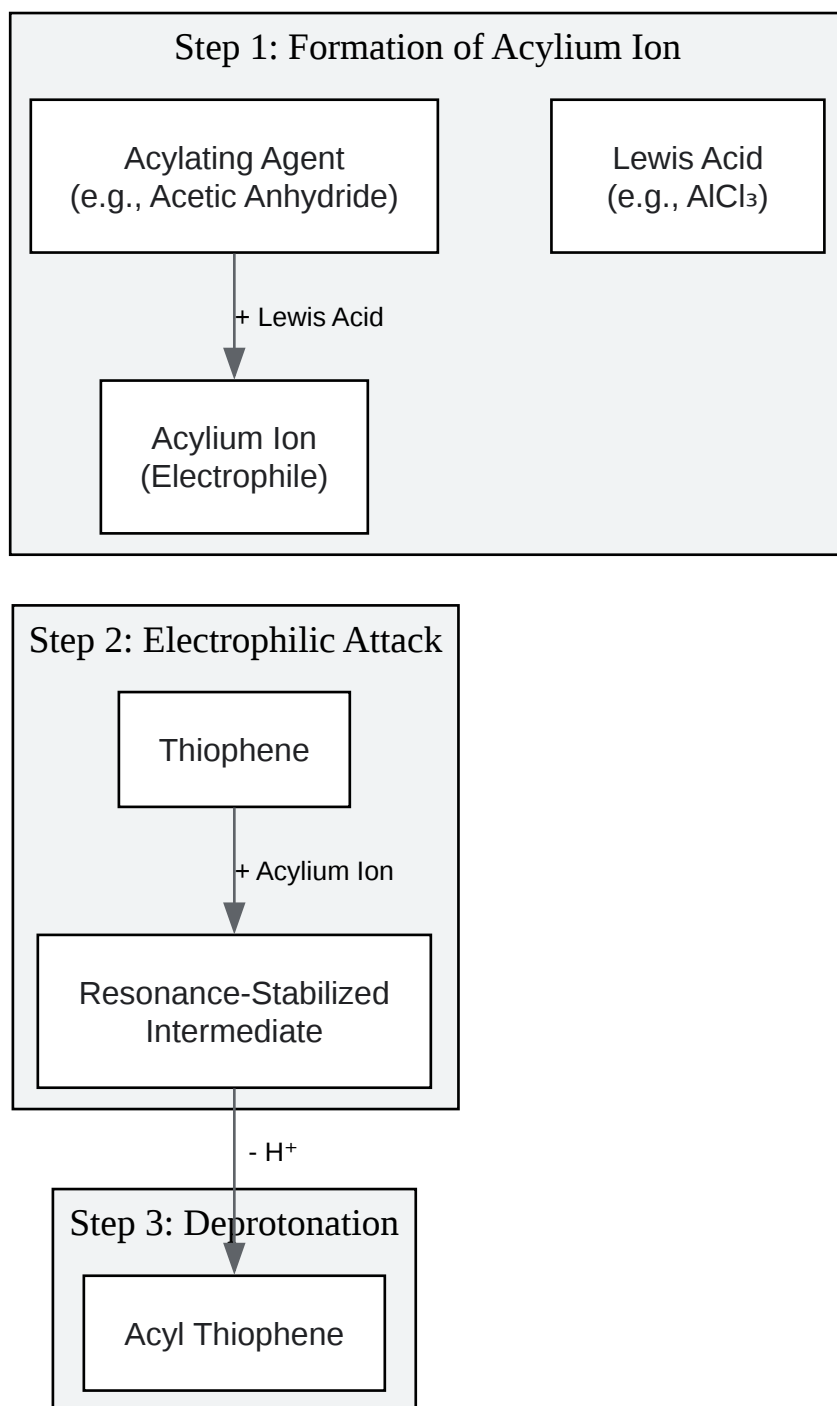 Step 1: Formation of Acylium Ion
Acylating Agent
(e.g., Acetic Anhydride)
Lewis Acid
(e.g., AlCl₃)
+ Lewis Acid
Acylium Ion
(Electrophile)
Step 2: Electrophilic Attack
Thiophene
+ Acylium Ion
Resonance-Stabilized
Intermediate
- H⁺
Step 3: Deprotonation
Acyl Thiophene